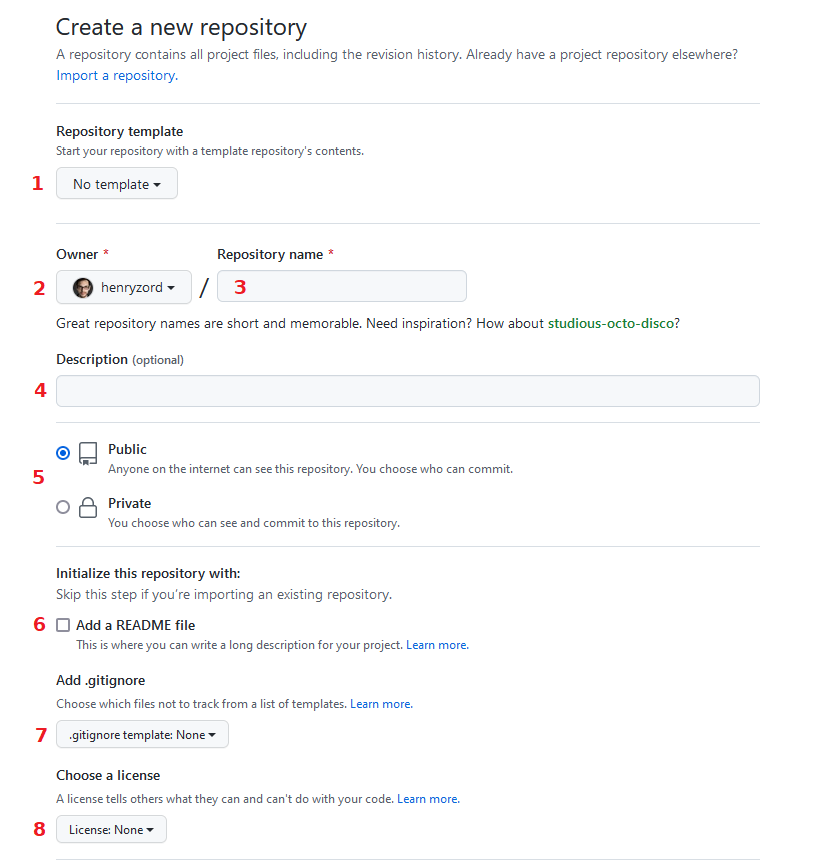 Create a new repository
A repository contains all project files, including the revision history. Already have a project repository elsewhere?
Import a repository.
Repository template
Start your repository with a template repository's contents.
1 No template
Owner * Repository name *
2 henryzord / 3
Great repository names are short and memorable. Need inspiration? How about studious-octo-disco?
Description (optional)
4
Public
Anyone on the internet can see this repository. You choose who can commit.
5
Private
You choose who can see and commit to this repository.
Initialize this repository with:
Skip this step if you're importing an existing repository.
6 Add a README file
This is where you can write a long description for your project. Learn more.
Add .gitignore
Choose which files not to track from a list of templates. Learn more.
7 .gitignore template: None
Choose a license
A license tells others what they can and can't do with your code. Learn more.
8 License: None